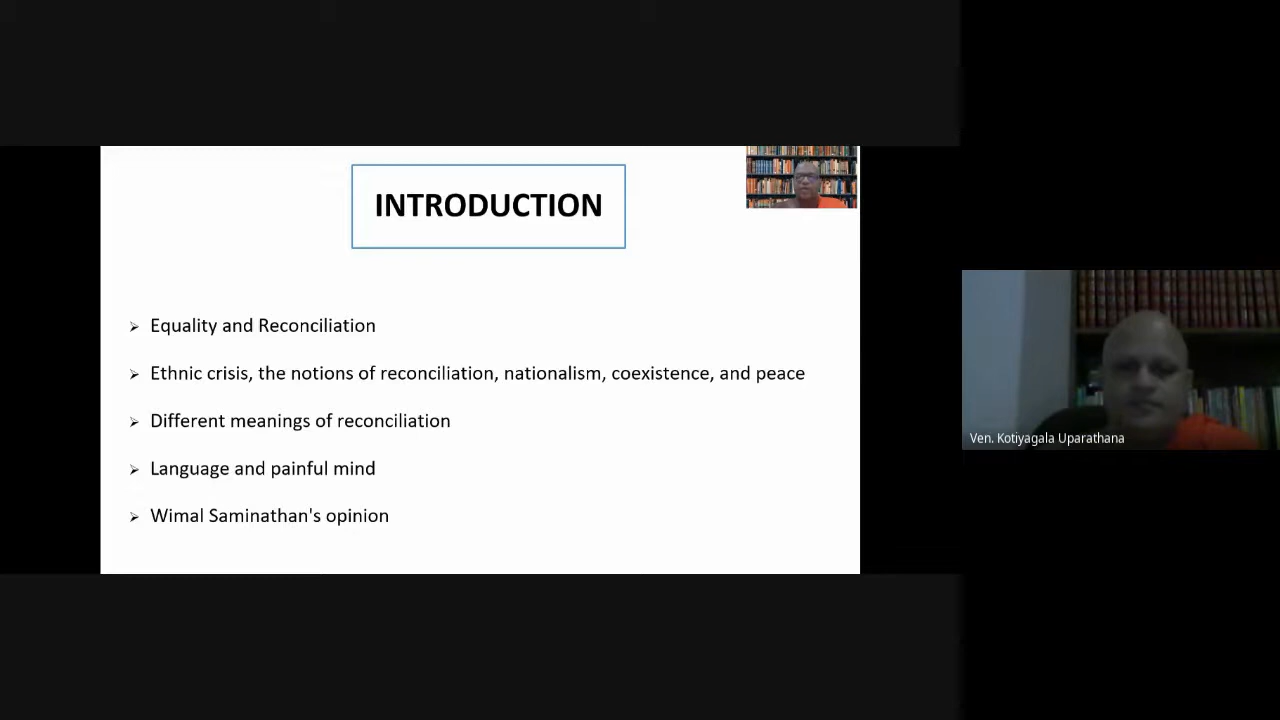 INTRODUCTION
Equality and Reconciliation
Ethnic crisis, the notions of reconciliation, nationalism, coexistence, and peace
Different meanings of reconciliation
Language and painful mind
Wimal Saminathan's opinion
Ven. Kotiyagala Uparathana